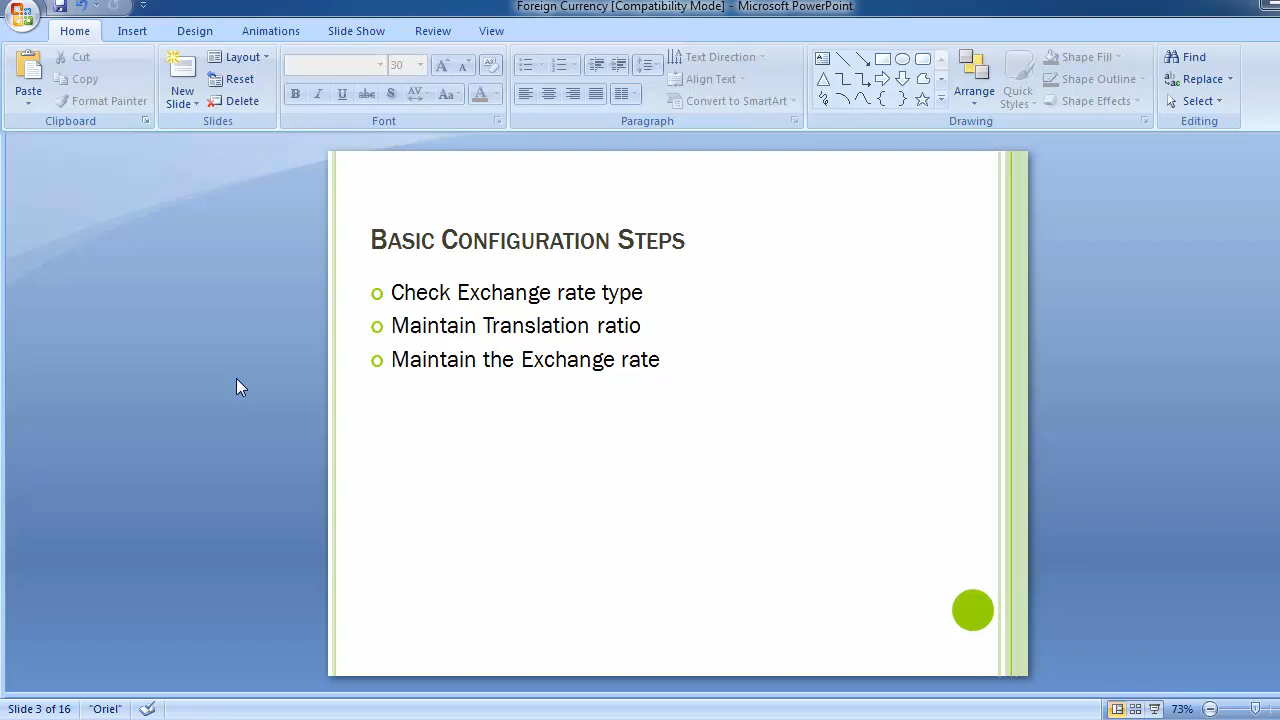 Foreign Currency [Compatibility Mode] - Microsoft PowerPoint
Home Insert Design Animations Slide Show Review View
Paste Cut Copy Format Painter
Clipboard
New Slide Layout Reset Delete
Slides
30
B I U abc S AV Aa A
Font
Text Direction Align Text Convert to SmartArt
Paragraph
Arrange Quick Styles Shape Fill Shape Outline Shape Effects
Drawing
Find Replace Select
Editing
BASIC CONFIGURATION STEPS
Check Exchange rate type
Maintain Translation ratio
Maintain the Exchange rate
Slide 3 of 16 "Oriel" 73%